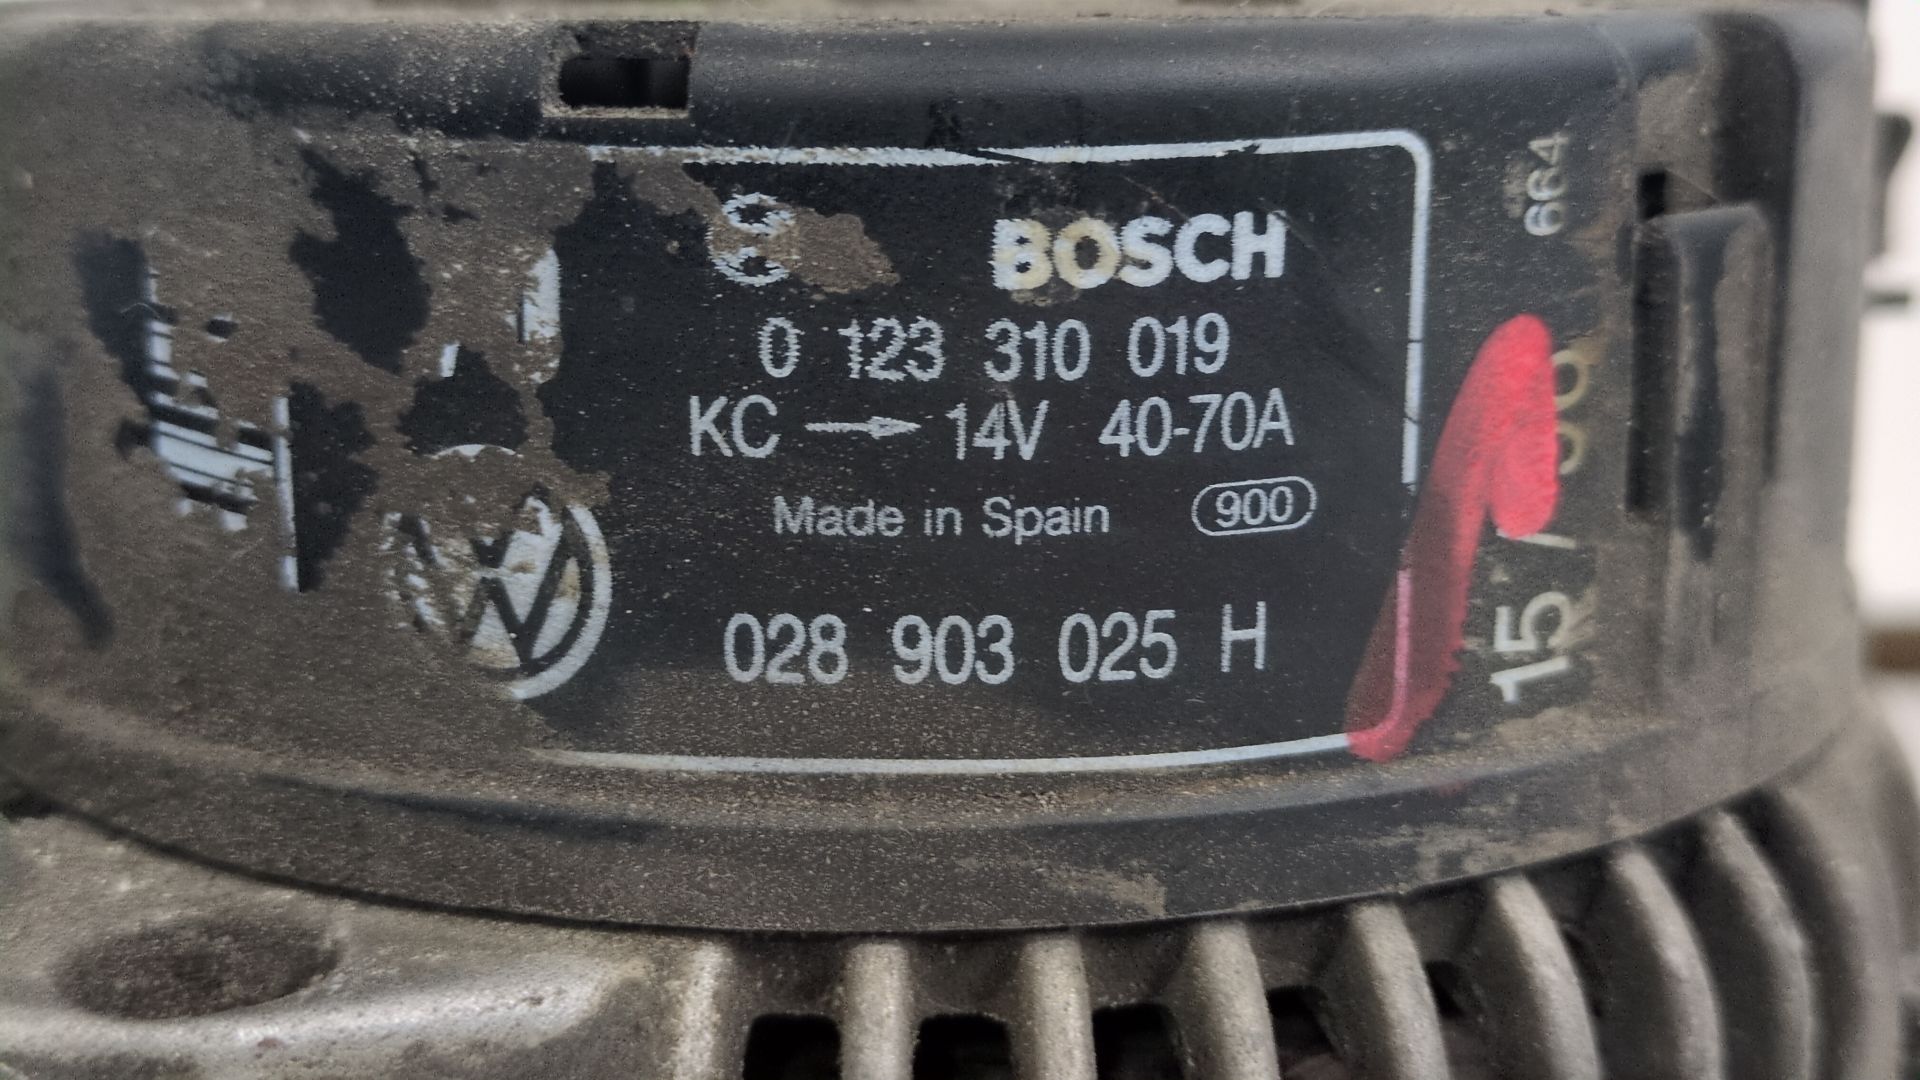 BOSCH
0 123 310 019
KC → 14V 40-70A
Made in Spain 900
028 903 025 H
664
15 /